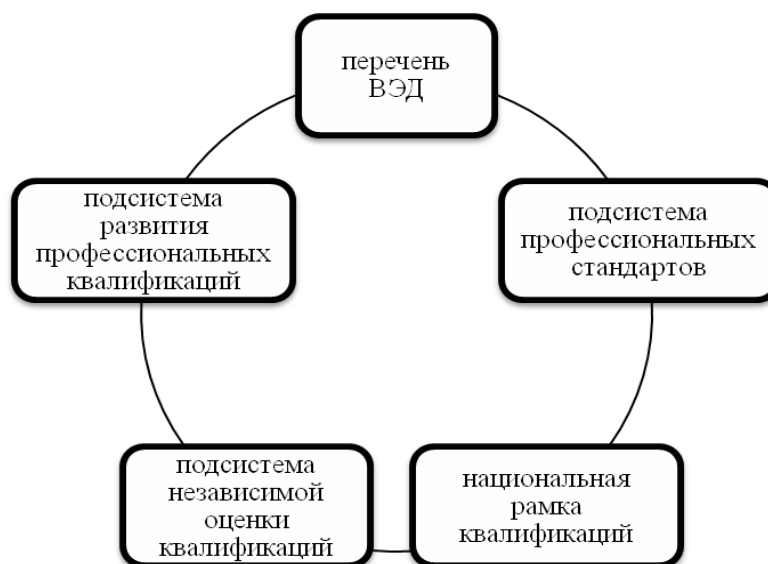 перечень
ВЭД
подсистема
профессиональных
стандартов
национальная
рамка
квалификаций
подсистема
независимой
оценки
квалификаций
подсистема
развития
профессиональных
квалификаций